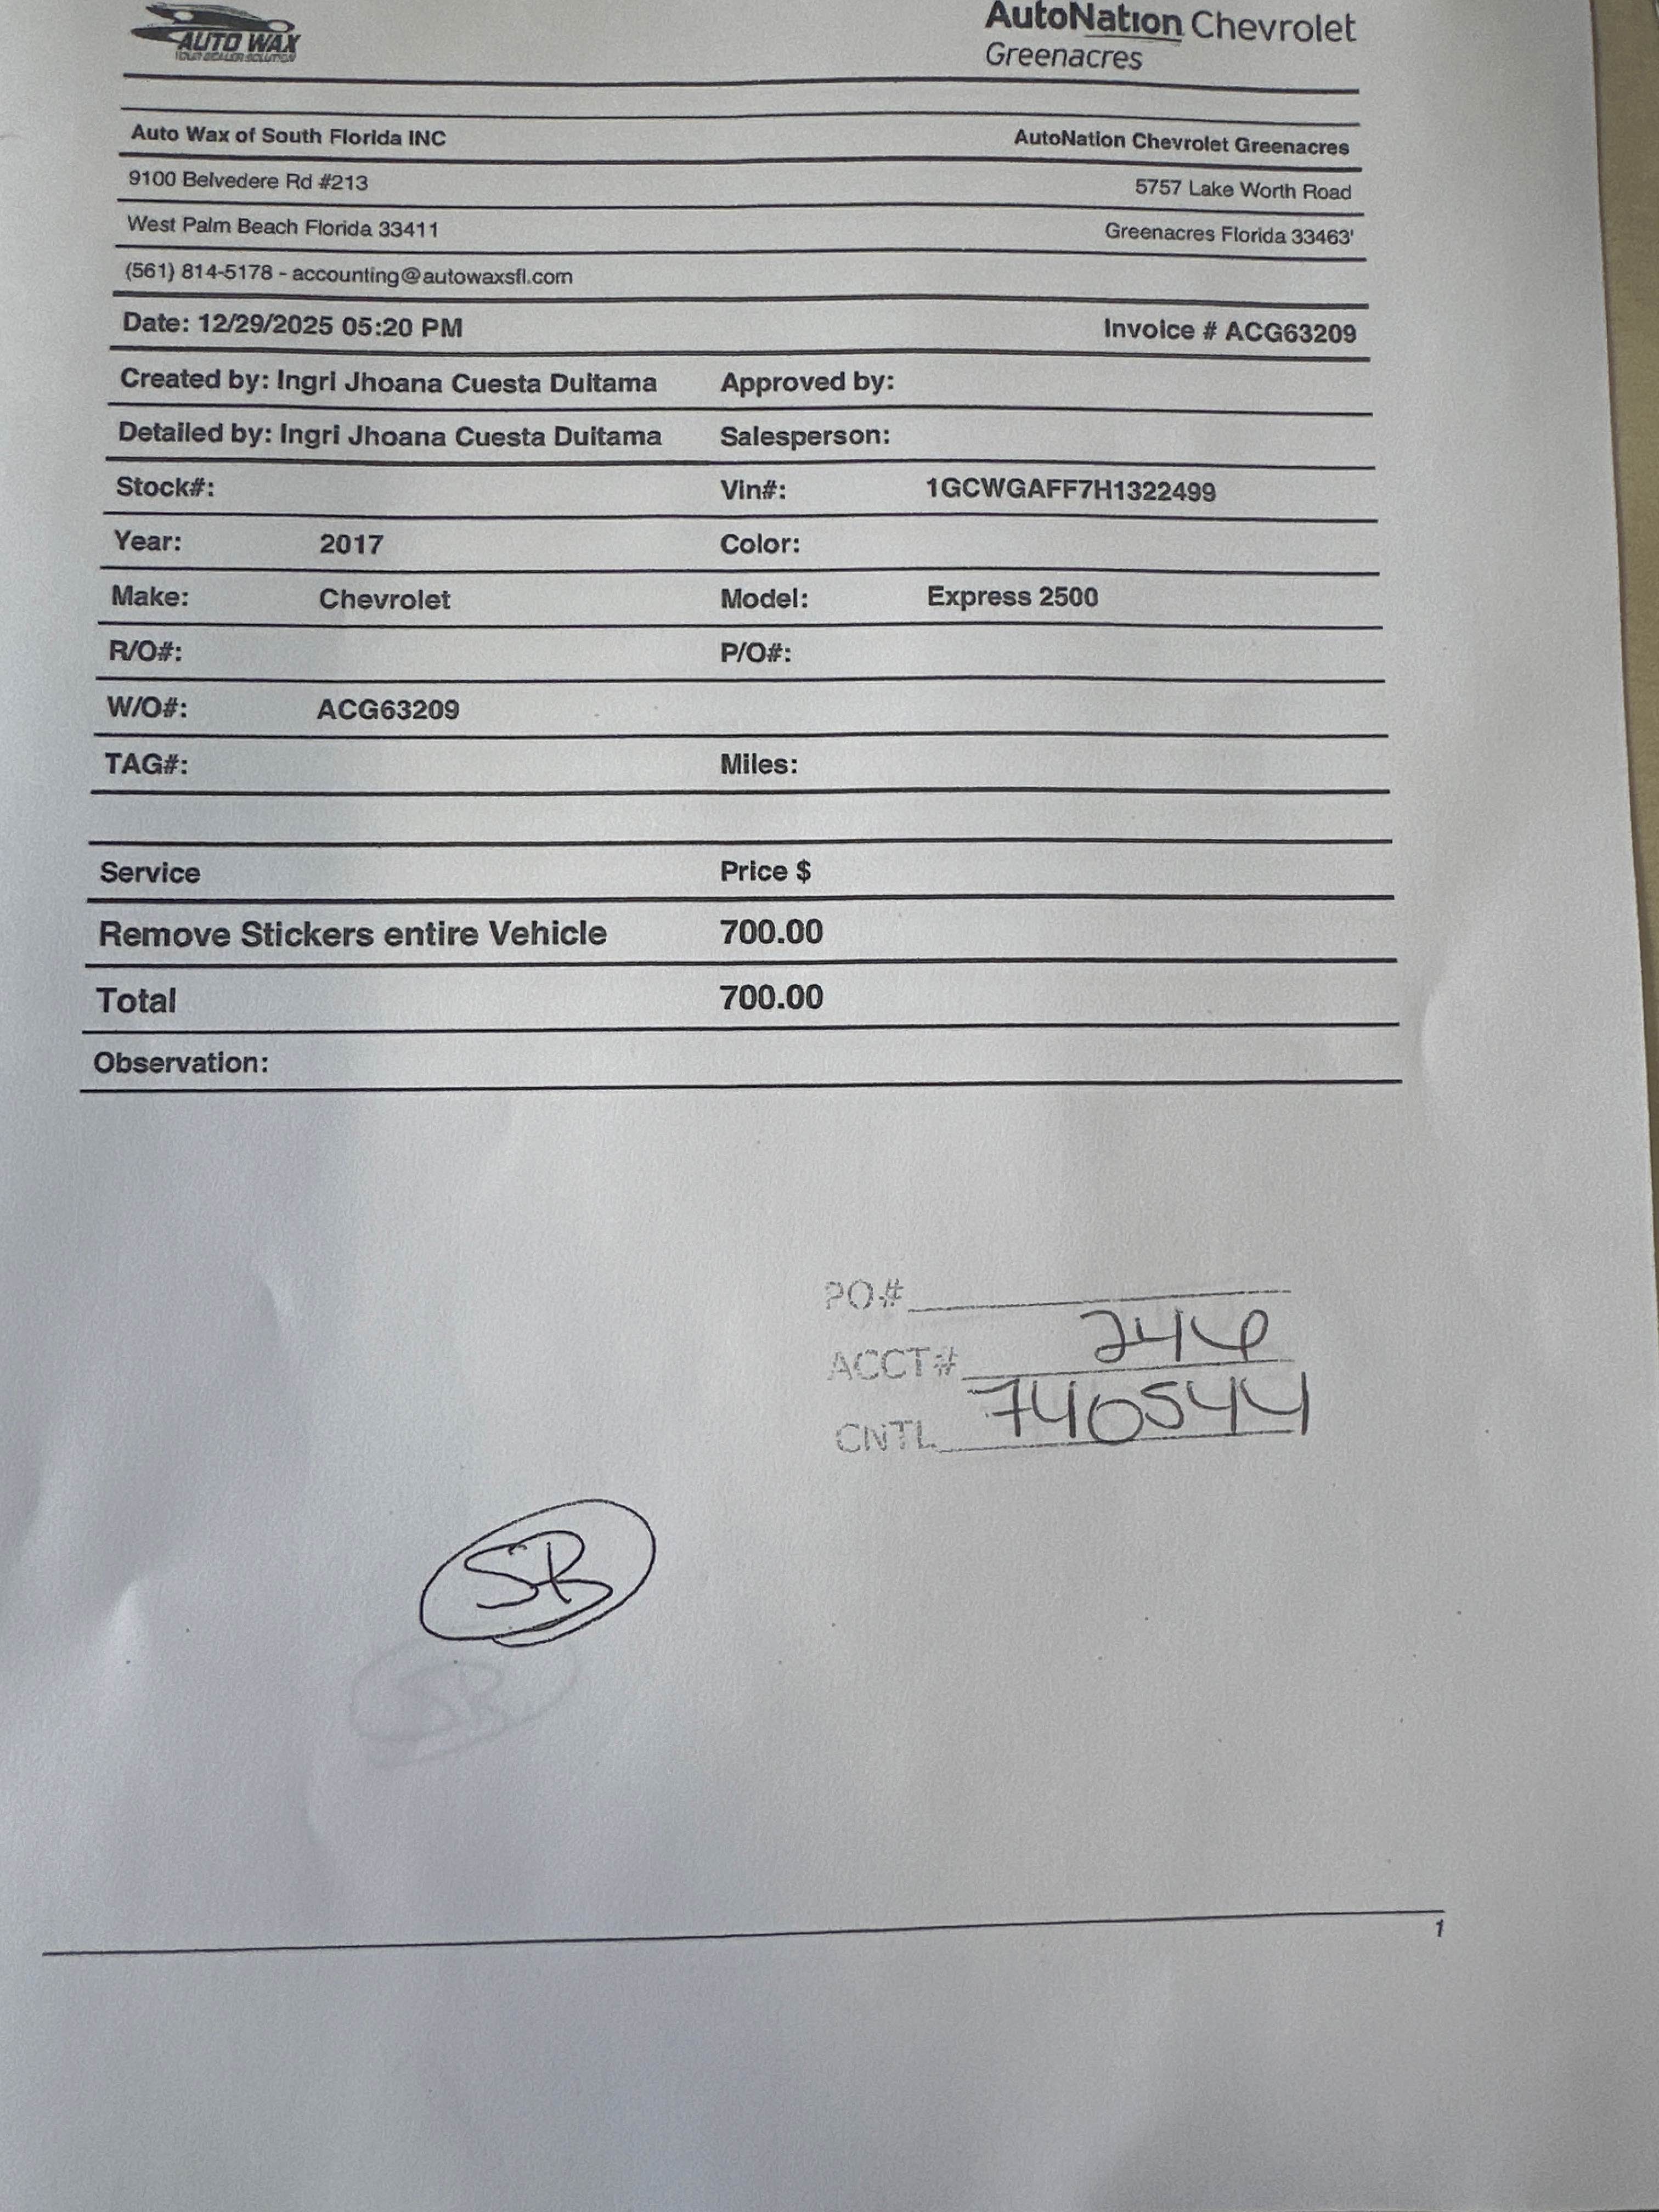 AUTO WAX
YOUR DEALER SOLUTION
AutoNation Chevrolet
Greenacres
Auto Wax of South Florida INC AutoNation Chevrolet Greenacres
9100 Belvedere Rd #213 5757 Lake Worth Road
West Palm Beach Florida 33411 Greenacres Florida 33463'
(561) 814-5178 - accounting@autowaxsfl.com
Date: 12/29/2025 05:20 PM Invoice # ACG63209
Created by: Ingri Jhoana Cuesta Duitama Approved by:
Detailed by: Ingri Jhoana Cuesta Duitama Salesperson:
Stock#: Vin#: 1GCWGAFF7H1322499
Year: 2017 Color:
Make: Chevrolet Model: Express 2500
R/O#: P/O#:
W/O#: ACG63209
TAG#: Miles:
Service Price $
Remove Stickers entire Vehicle 700.00
Total 700.00
Observation:
PO#
ACCT# 246
CNTL 740544
SB
1